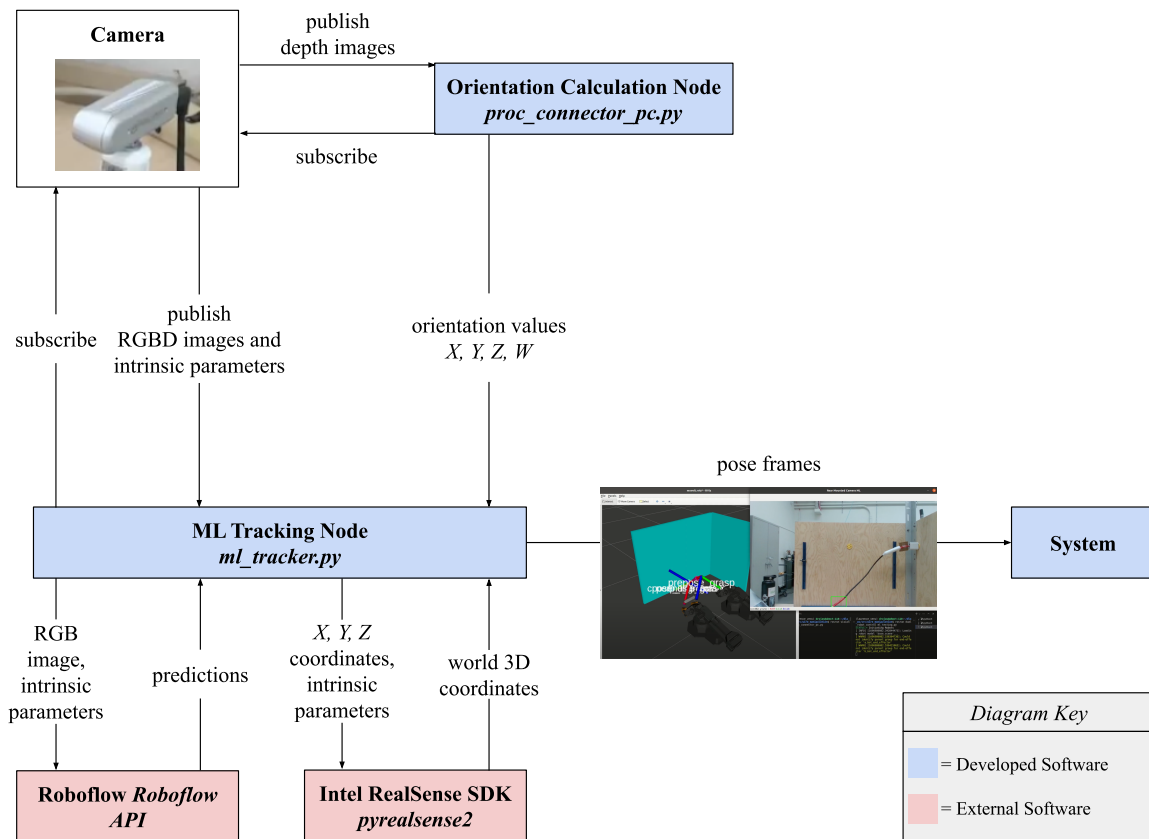 Camera
publish
depth images
Orientation Calculation Node
proc_connector_pc.py
subscribe
subscribe
publish
RGBD images and
intrinsic parameters
orientation values
X, Y, Z, W
pose frames
ML Tracking Node
ml_tracker.py
prepose_grasp
System
RGB
image,
intrinsic
parameters
predictions
X, Y, Z
coordinates,
intrinsic
parameters
world 3D
coordinates
Roboflow Roboflow
API
Intel RealSense SDK
pyrealsense2
Diagram Key
= Developed Software
= External Software